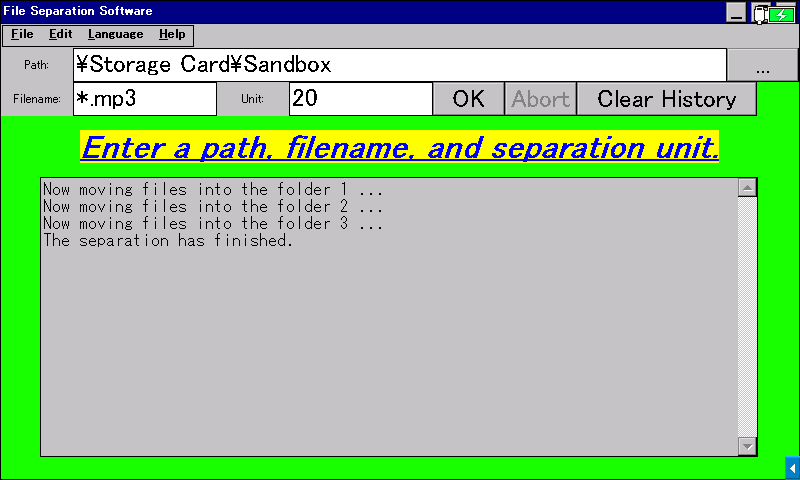 File Separation Software
File Edit Language Help
Path: ¥Storage Card¥Sandbox ...
Filename: *.mp3 Unit: 20 OK Abort Clear History
Enter a path, filename, and separation unit.
Now moving files into the folder 1 ...
Now moving files into the folder 2 ...
Now moving files into the folder 3 ...
The separation has finished.